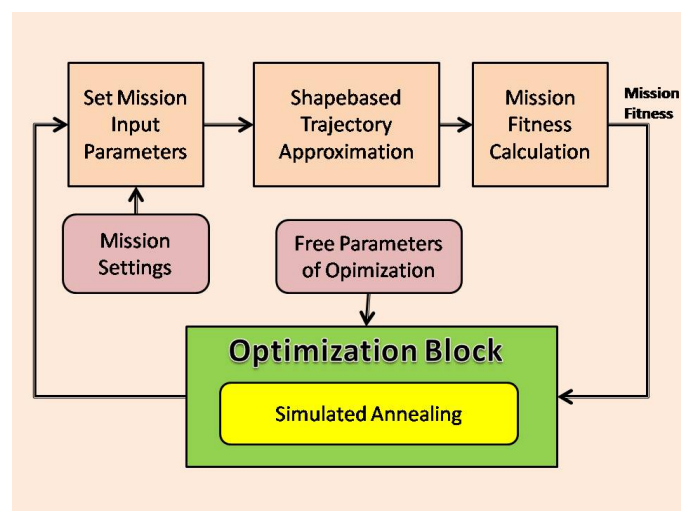 Set Mission
Input
Parameters
Shapebased
Trajectory
Approximation
Mission
Fitness
Calculation
Mission
Fitness
Mission
Settings
Free Parameters
of Opimization
Optimization Block
Simulated Annealing